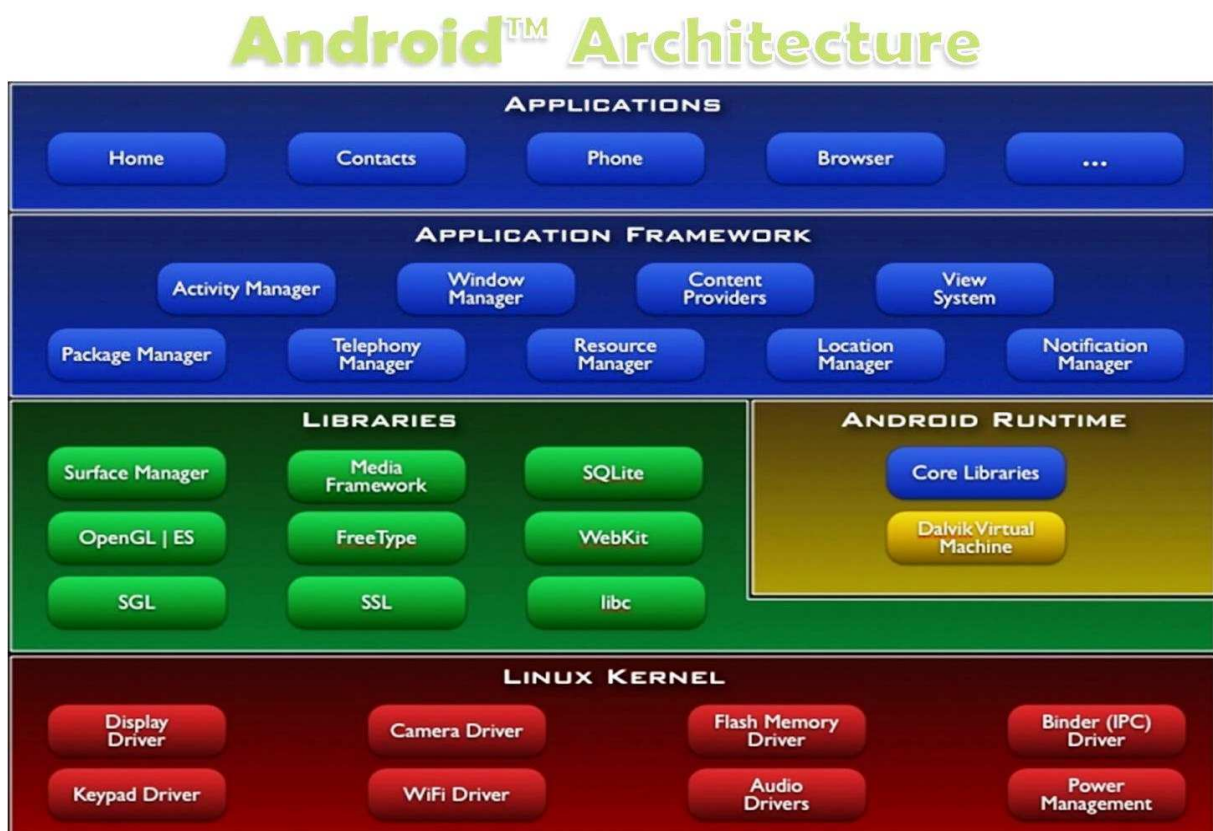 Android™ Architecture
APPLICATIONS
Home
Contacts
Phone
Browser
...
APPLICATION FRAMEWORK
Activity Manager
Window
Manager
Content
Providers
View
System
Package Manager
Telephony
Manager
Resource
Manager
Location
Manager
Notification
Manager
LIBRARIES
Surface Manager
Media
Framework
SQLite
OpenGL | ES
FreeType
WebKit
SGL
SSL
libc
ANDROID RUNTIME
Core Libraries
Dalvik Virtual
Machine
LINUX KERNEL
Display
Driver
Camera Driver
Flash Memory
Driver
Binder (IPC)
Driver
Keypad Driver
WiFi Driver
Audio
Drivers
Power
Management